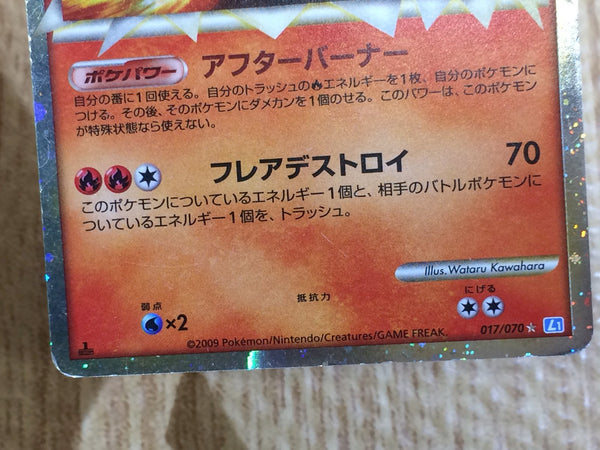 ポケパワー アフターバーナー
自分の番に1回使える。自分のトラッシュの エネルギーを1枚、自分のポケモンに
つける。その後、そのポケモンにダメカンを1個のせる。このパワーは、このポケモン
が特殊状態なら使えない。
フレアデストロイ 70
このポケモンについているエネルギー1個と、相手のバトルポケモンに
ついているエネルギー1個を、トラッシュ。
Illus. Wataru Kawahara
弱点 抵抗力 にげる
×2
1 ©2009 Pokémon/Nintendo/Creatures/GAME FREAK. 017/070 L1